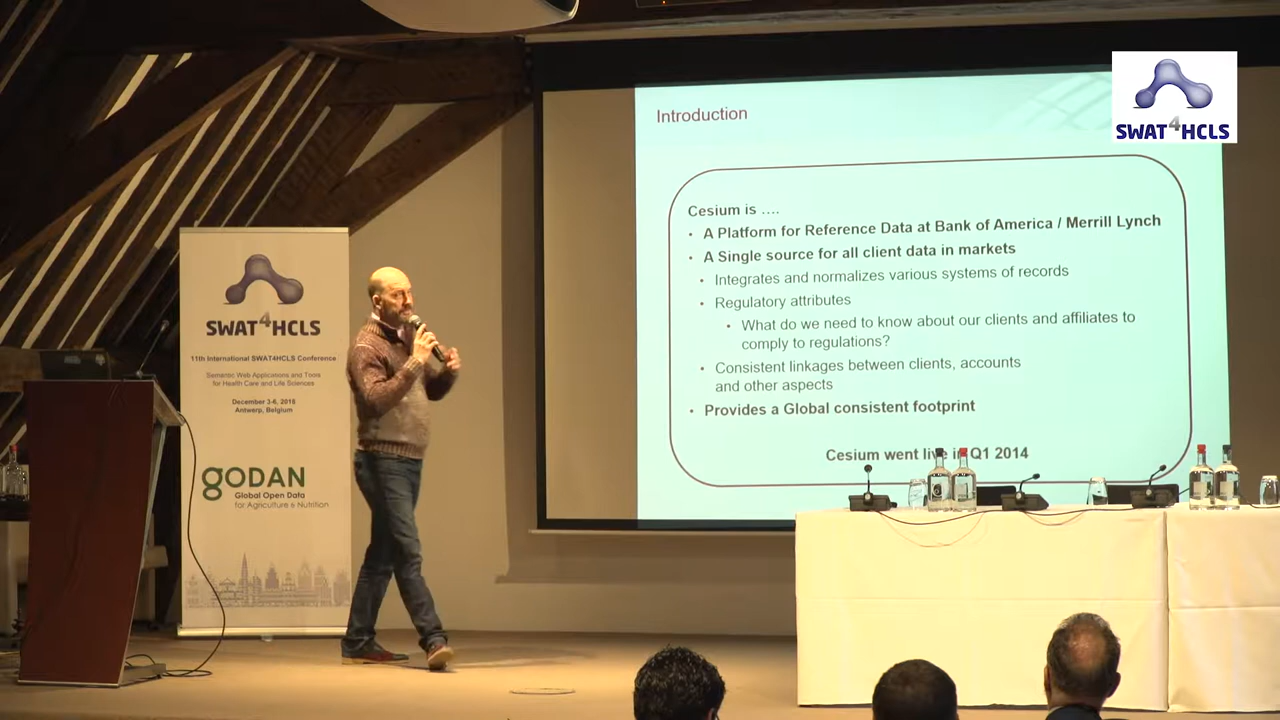 SWAT4HCLS
11th International SWAT4HCLS Conference
Semantic Web Applications and Tools
for Health Care and Life Sciences
December 3-6, 2018
Antwerp, Belgium
GODAN
Global Open Data
for Agriculture & Nutrition
Introduction
Cesium is ....
• A Platform for Reference Data at Bank of America / Merrill Lynch
• A Single source for all client data in markets
• Integrates and normalizes various systems of records
• Regulatory attributes
• What do we need to know about our clients and affiliates to
comply to regulations?
• Consistent linkages between clients, accounts
and other aspects
• Provides a Global consistent footprint
Cesium went live in Q1 2014
SWAT4HCLS